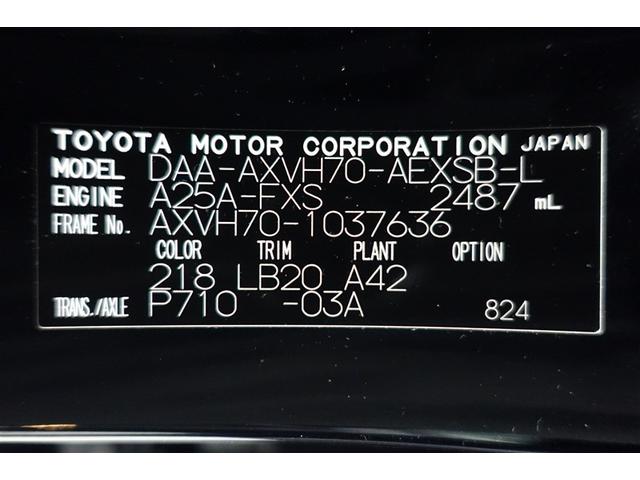 TOYOTA MOTOR CORPORATION JAPAN
MODEL DAA-AXVH70-AEXSB-L
ENGINE A25A-FXS 2487 mL
FRAME No. AXVH70-1037636
COLOR TRIM PLANT OPTION
218 LB20 A42
TRANS./AXLE P710 -03A 824